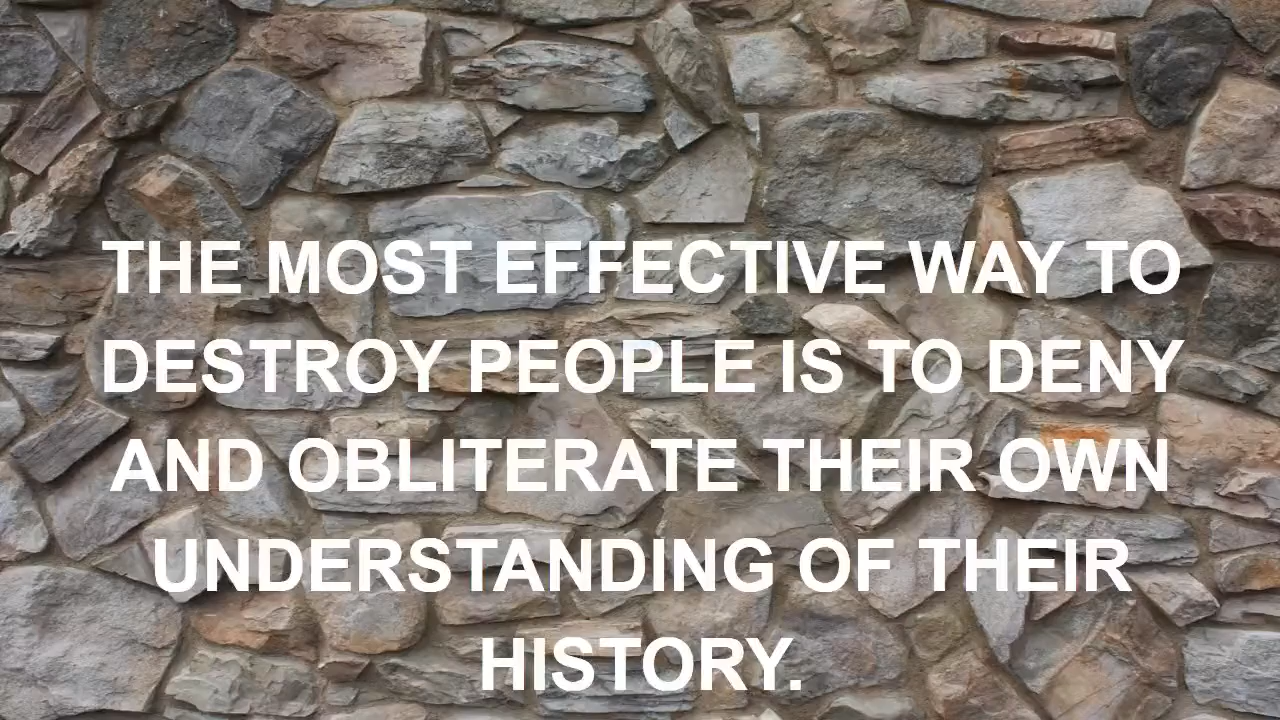 THE MOST EFFECTIVE WAY TO
DESTROY PEOPLE IS TO DENY
AND OBLITERATE THEIR OWN
UNDERSTANDING OF THEIR
HISTORY.